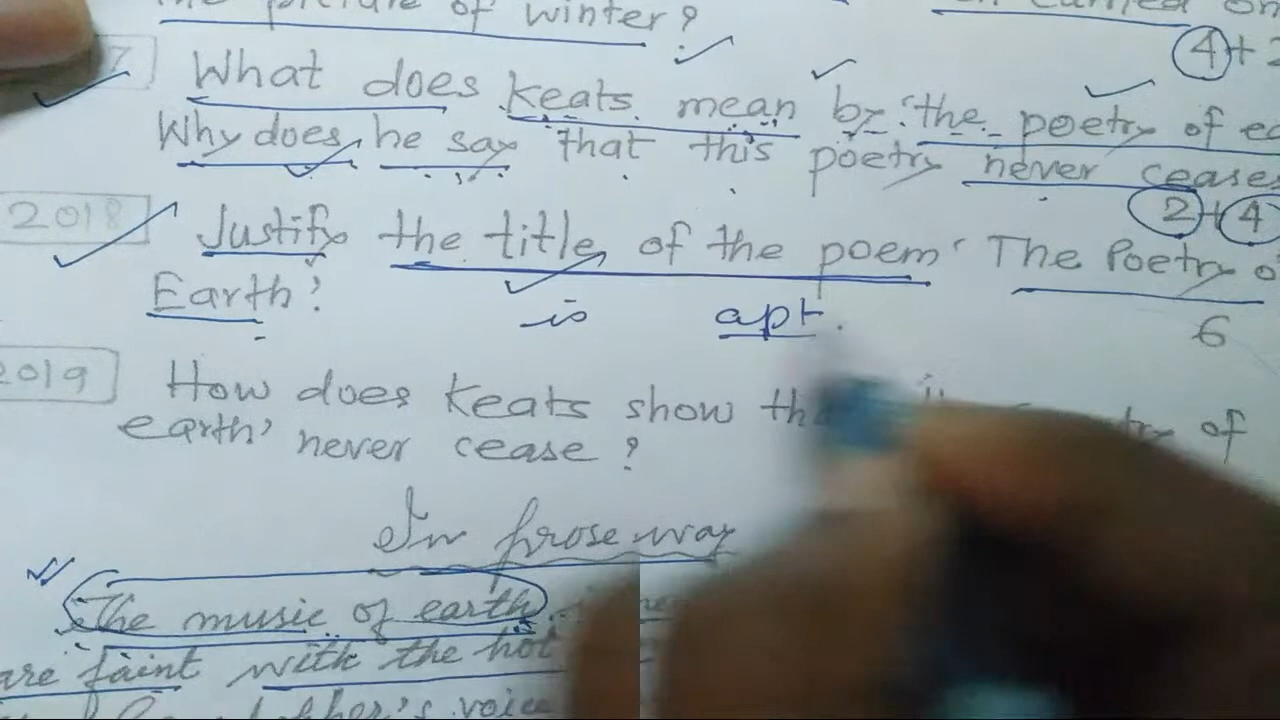 the picture of winter?
4+2
7 What does Keats mean by 'the poetry of
Why does he say that this poetry never
2+4
2018 Justify the title of the poem 'The Poetry
Earth?
is apt.
6
2019 How does Keats show of
earth' never cease?
In prose way
The music of earth
are faint with the hot
voice